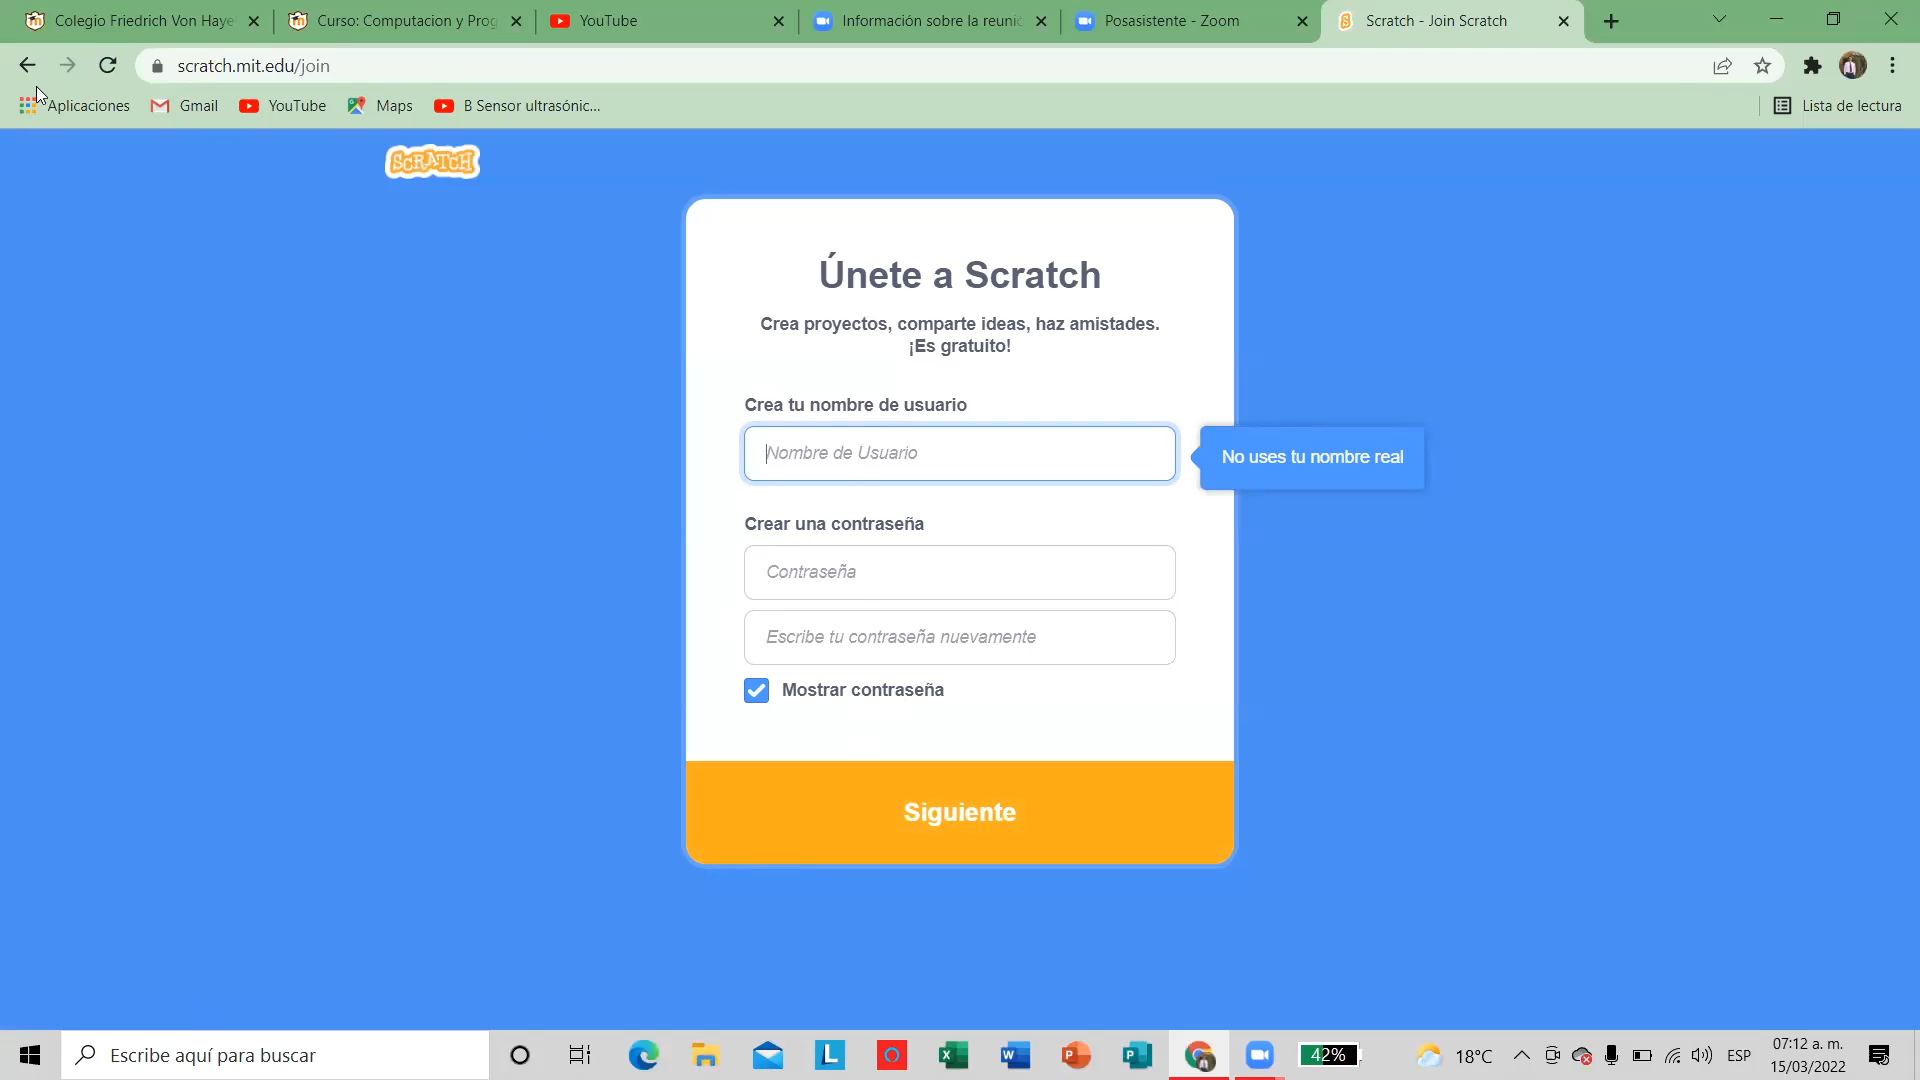 Colegio Friedrich Von Haye
Curso: Computacion y Prog
YouTube
Información sobre la reunió
Posasistente - Zoom
Scratch - Join Scratch
scratch.mit.edu/join
Aplicaciones
Gmail
YouTube
Maps
B Sensor ultrasónic...
Lista de lectura
SCRATCH
Únete a Scratch
Crea proyectos, comparte ideas, haz amistades.
¡Es gratuito!
Crea tu nombre de usuario
Nombre de Usuario
No uses tu nombre real
Crear una contraseña
Contraseña
Escribe tu contraseña nuevamente
Mostrar contraseña
Siguiente
Escribe aquí para buscar
42%
18°C
ESP
07:12 a. m.
15/03/2022